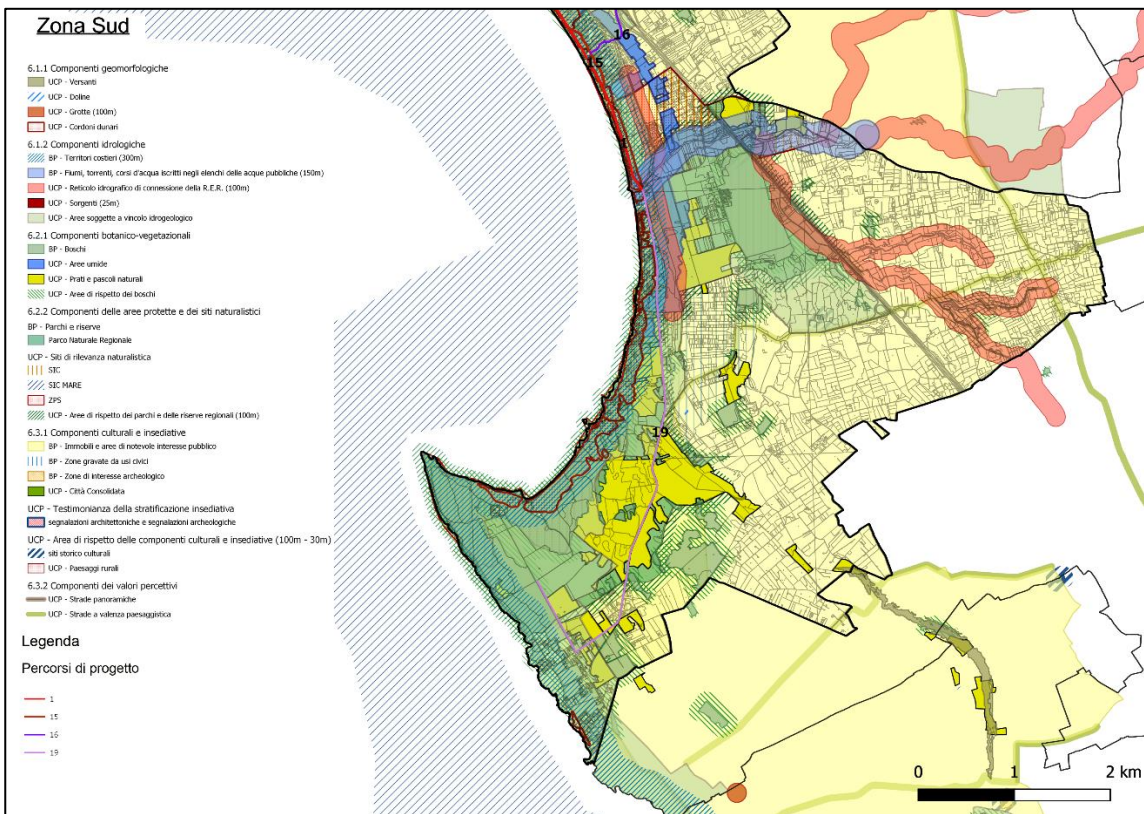 Zona Sud
6.1.1 Componenti geomorfologiche
UCP - Versanti
UCP - Doline
UCP - Grotte (100m)
UCP - Cordoni dunari
6.1.2 Componenti idrologiche
BP - Territori costieri (300m)
BP - Fiumi, torrenti, corsi d'acqua iscritti negli elenchi delle acque pubbliche (150m)
UCP - Reticolo idrografico di connessione della R.E.R. (100m)
UCP - Sorgenti (25m)
UCP - Aree soggette a vincolo idrogeologico
6.2.1 Componenti botanico-vegetazionali
BP - Boschi
UCP - Aree umide
UCP - Prati e pascoli naturali
UCP - Aree di rispetto dei boschi
6.2.2 Componenti delle aree protette e dei siti naturalistici
BP - Parchi e riserve
Parco Naturale Regionale
UCP - Siti di rilevanza naturalistica
SIC
SIC MARE
ZPS
UCP - Aree di rispetto dei parchi e delle riserve regionali (100m)
6.3.1 Componenti culturali e insediative
BP - Immobili e aree di notevole interesse pubblico
BP - Zone gravate da usi civici
BP - Zone di interesse archeologico
UCP - Città Consolidata
UCP - Testimonianza della stratificazione insediativa
segnalazioni architettoniche e segnalazioni archeologiche
UCP - Area di rispetto delle componenti culturali e insediative (100m - 30m)
siti storico culturali
UCP - Paesaggi rurali
6.3.2 Componenti dei valori percettivi
UCP - Strade panoramiche
UCP - Strade a valenza paesaggistica
Legenda
Percorsi di progetto
1
15
16
19
16
15
1
19
0 1 2 km